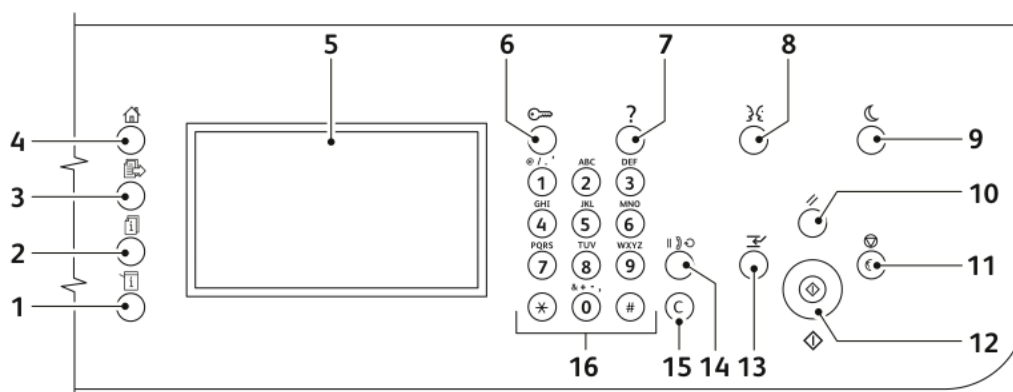 5 6 7 8
4 ? 9
@ / . ' ABC DEF
1 2 3
3 GHI JKL MNO 10
4 5 6
2 PQRS TUV WXYZ 11
7 8 9
& + - ,
1 * 0 # C 12
16 15 14 13